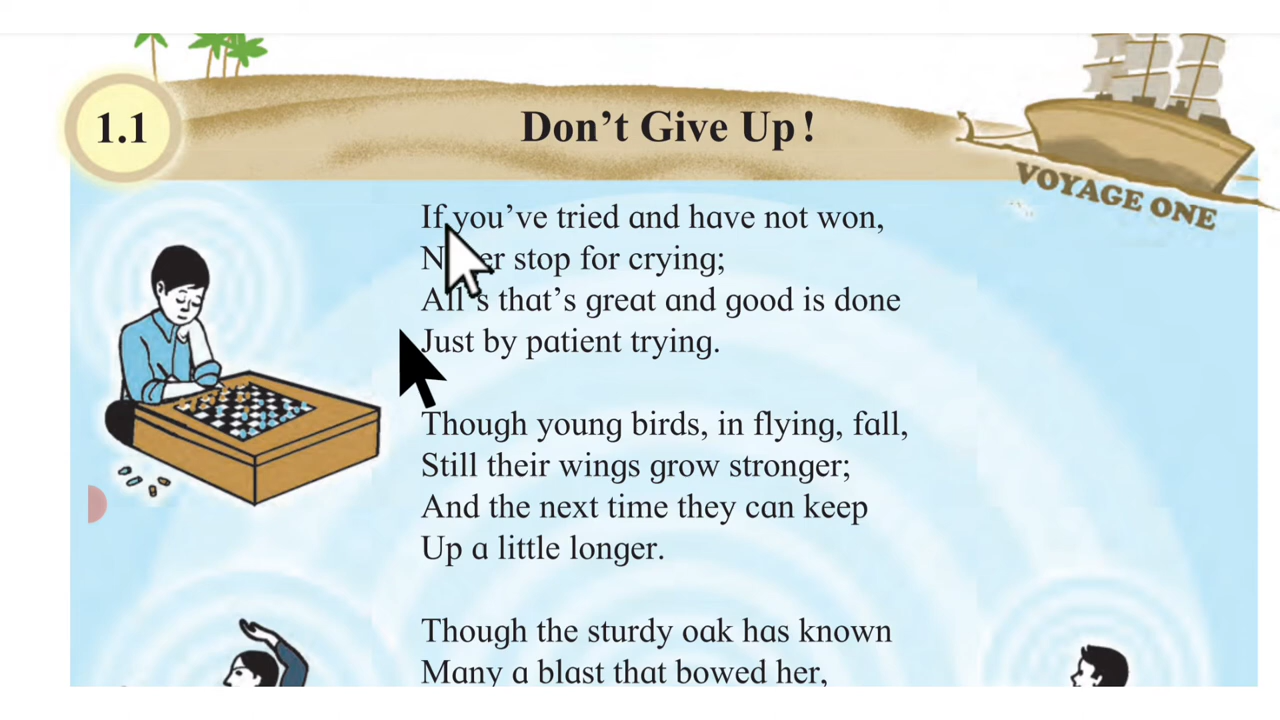 1.1
Don't Give Up!
VOYAGE ONE
If you've tried and have not won,
stop for crying;
All's that's great and good is done
Just by patient trying.
Though young birds, in flying, fall,
Still their wings grow stronger;
And the next time they can keep
Up a little longer.
Though the sturdy oak has known
Many a blast that bowed her,